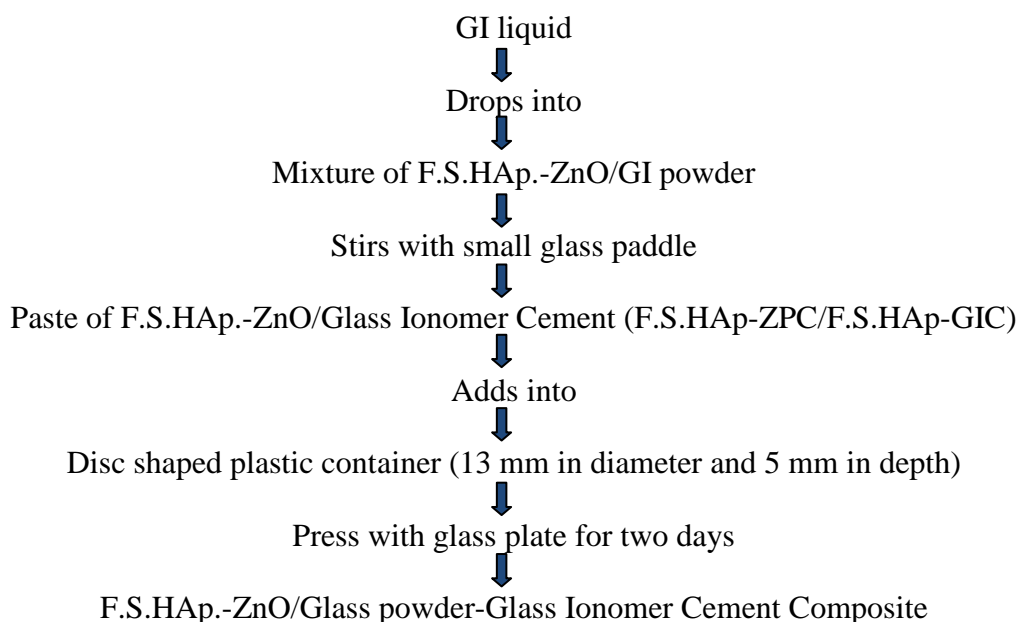 GI liquid
Drops into
Mixture of F.S.HAp.-ZnO/GI powder
Stirs with small glass paddle
Paste of F.S.HAp.-ZnO/Glass Ionomer Cement (F.S.HAp-ZPC/F.S.HAp-GIC)
Adds into
Disc shaped plastic container (13 mm in diameter and 5 mm in depth)
Press with glass plate for two days
F.S.HAp.-ZnO/Glass powder-Glass Ionomer Cement Composite